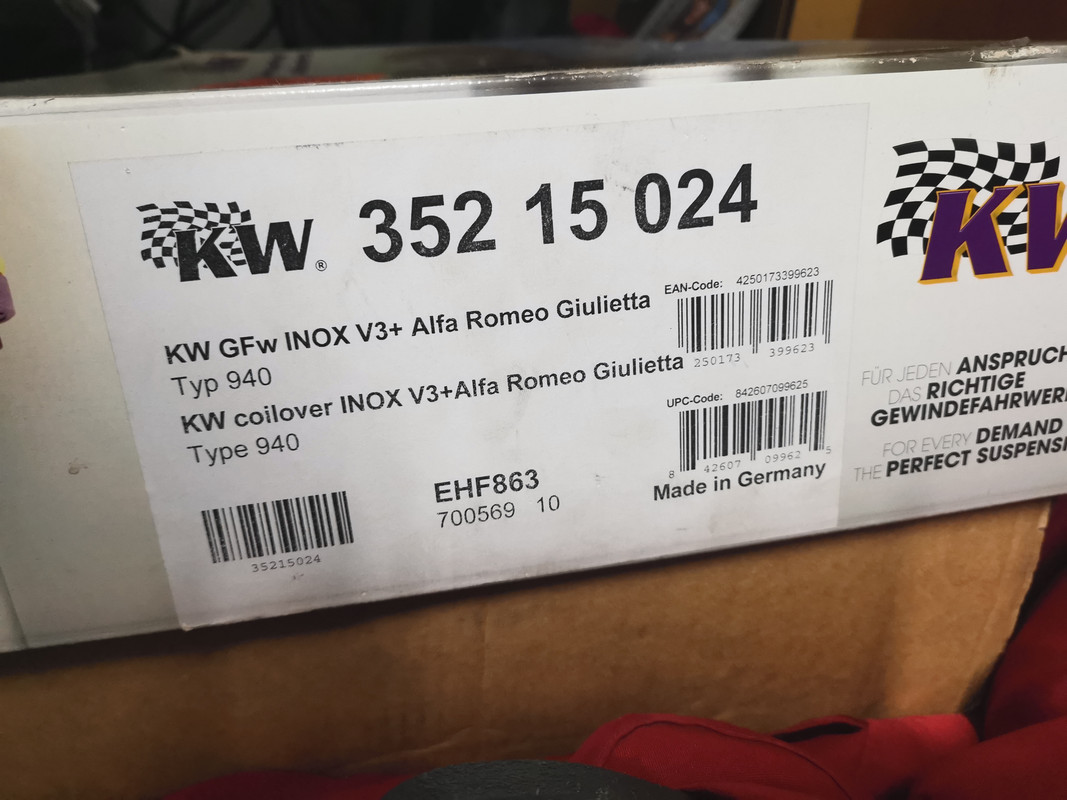 KW® 352 15 024
KW GFw INOX V3+ Alfa Romeo Giulietta
Typ 940
KW coilover INOX V3+Alfa Romeo Giulietta
Type 940
EAN-Code: 4250173399623
250173 399623
UPC-Code: 842607099625
8 42607 09962 5
Made in Germany
EHF863
700569 10
35215024
KW
FÜR JEDEN ANSPRUCH
DAS RICHTIGE
GEWINDEFAHRWER
FOR EVERY DEMAND
THE PERFECT SUSPENS